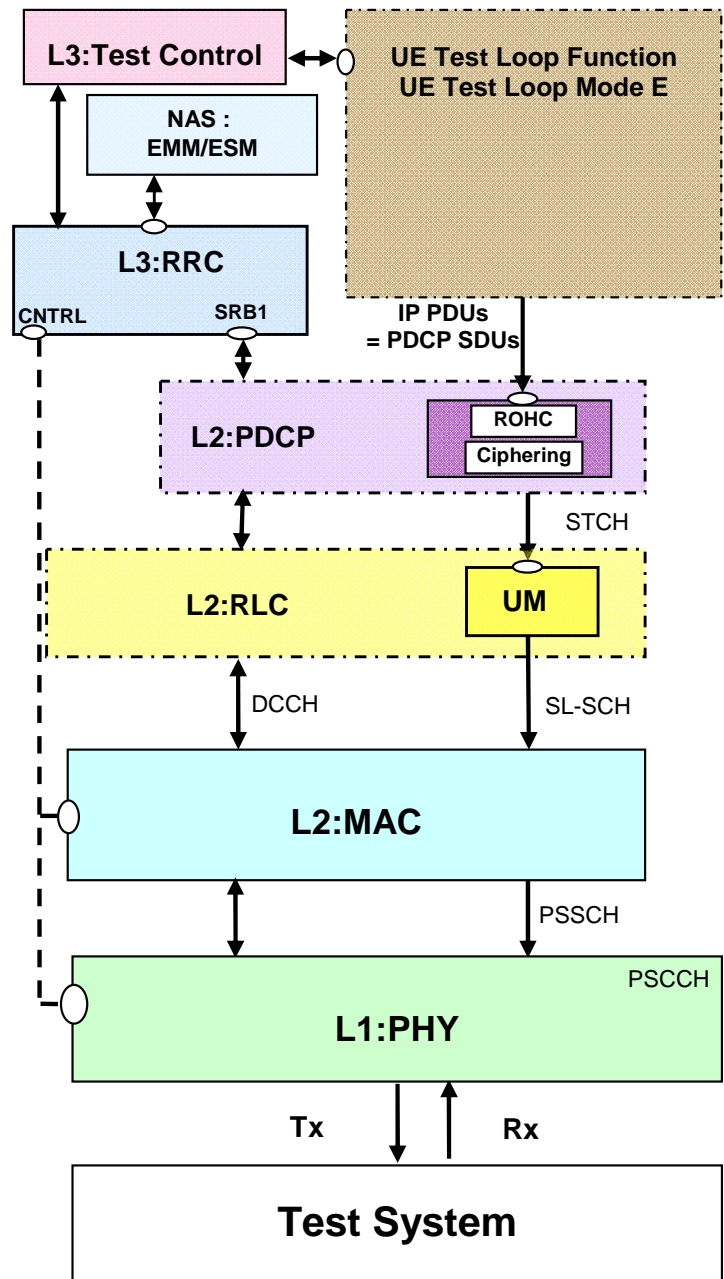 L3:Test Control
UE Test Loop Function
UE Test Loop Mode E
NAS :
EMM/ESM
L3:RRC
CNTRL
SRB1
IP PDUs
= PDCP SDUs
L2:PDCP
ROHC
Ciphering
STCH
L2:RLC
UM
DCCH
SL-SCH
L2:MAC
PSSCH
PSCCH
L1:PHY
Tx
Rx
Test System